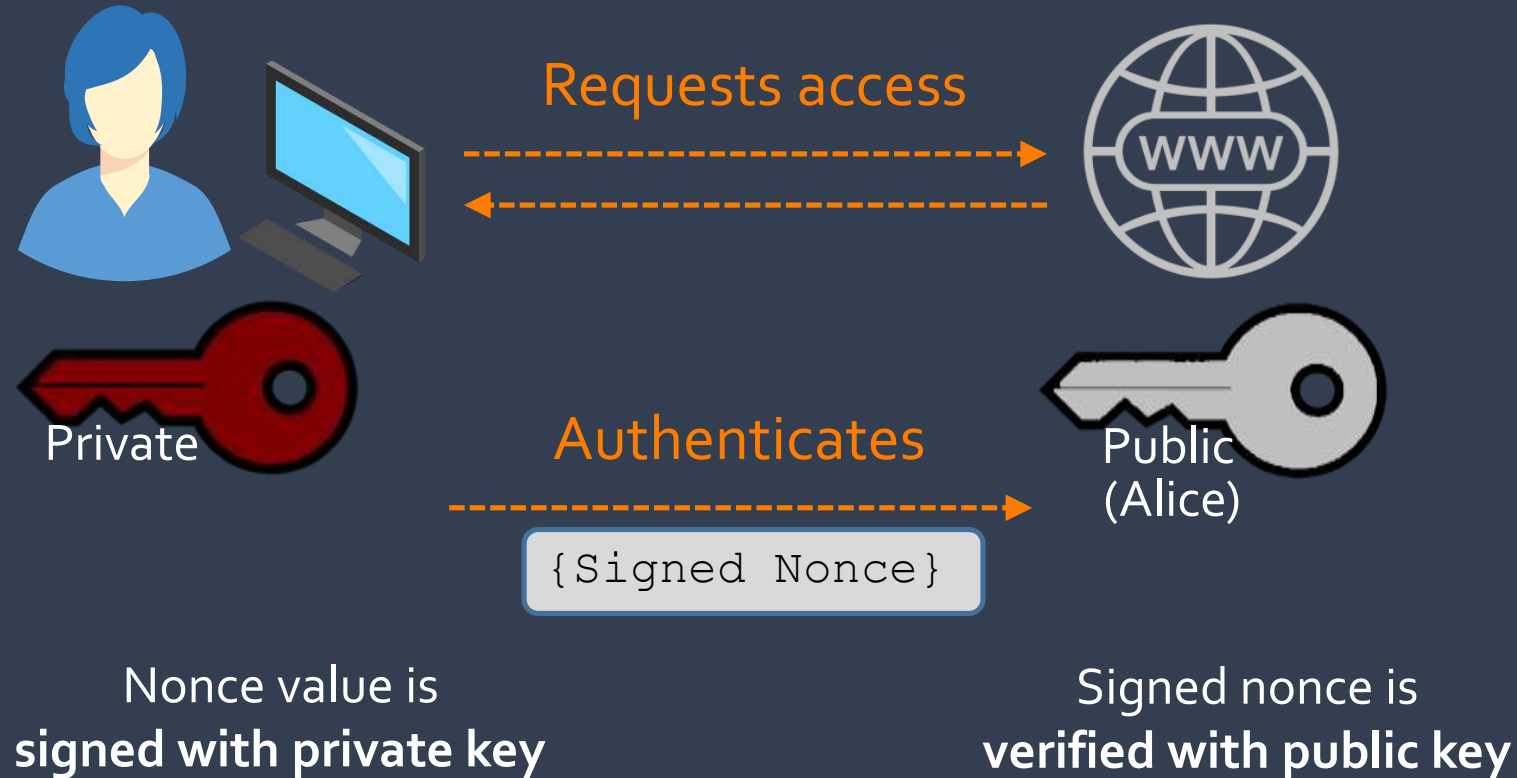 Requests access
WWW
Private
Authenticates
Public
(Alice)
{Signed Nonce}
Nonce value is
signed with private key
Signed nonce is
verified with public key